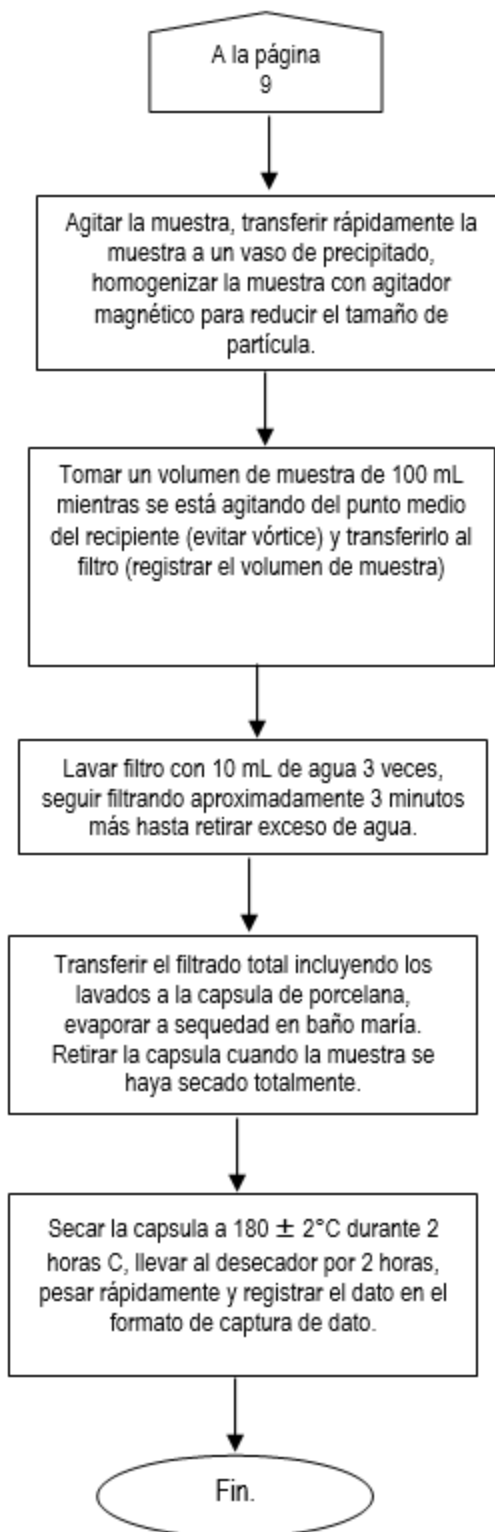 A la página
9
Agitar la muestra, transferir rápidamente la
muestra a un vaso de precipitado,
homogenizar la muestra con agitador
magnético para reducir el tamaño de
partícula.
Tomar un volumen de muestra de 100 mL
mientras se está agitando del punto medio
del recipiente (evitar vórtice) y transferirlo al
filtro (registrar el volumen de muestra)
Lavar filtro con 10 mL de agua 3 veces,
seguir filtrando aproximadamente 3 minutos
más hasta retirar exceso de agua.
Transferir el filtrado total incluyendo los
lavados a la capsula de porcelana,
evaporar a sequedad en baño maría.
Retirar la capsula cuando la muestra se
haya secado totalmente.
Secar la capsula a 180 ± 2°C durante 2
horas C, llevar al desecador por 2 horas,
pesar rápidamente y registrar el dato en el
formato de captura de dato.
Fin.